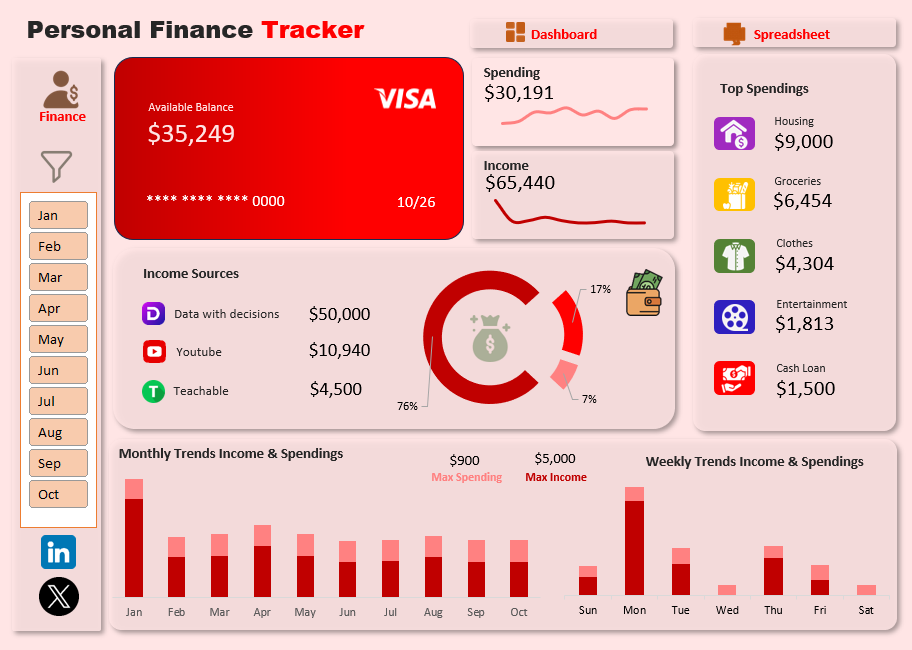 Personal Finance Tracker
Dashboard
Spreadsheet
Finance
Jan
Feb
Mar
Apr
May
Jun
Jul
Aug
Sep
Oct
in
X
Available Balance
VISA
$35,249
**** **** **** 0000
10/26
Spending
$30,191
Income
$65,440
Top Spendings
Housing
$9,000
Groceries
$6,454
Clothes
$4,304
Entertainment
$1,813
Cash Loan
$1,500
Income Sources
D
Data with decisions
$50,000
Youtube
$10,940
T
Teachable
$4,500
17%
76%
7%
Monthly Trends Income & Spendings
$900
Max Spending
$5,000
Max Income
Jan Feb Mar Apr May Jun Jul Aug Sep Oct
Weekly Trends Income & Spendings
Sun Mon Tue Wed Thu Fri Sat